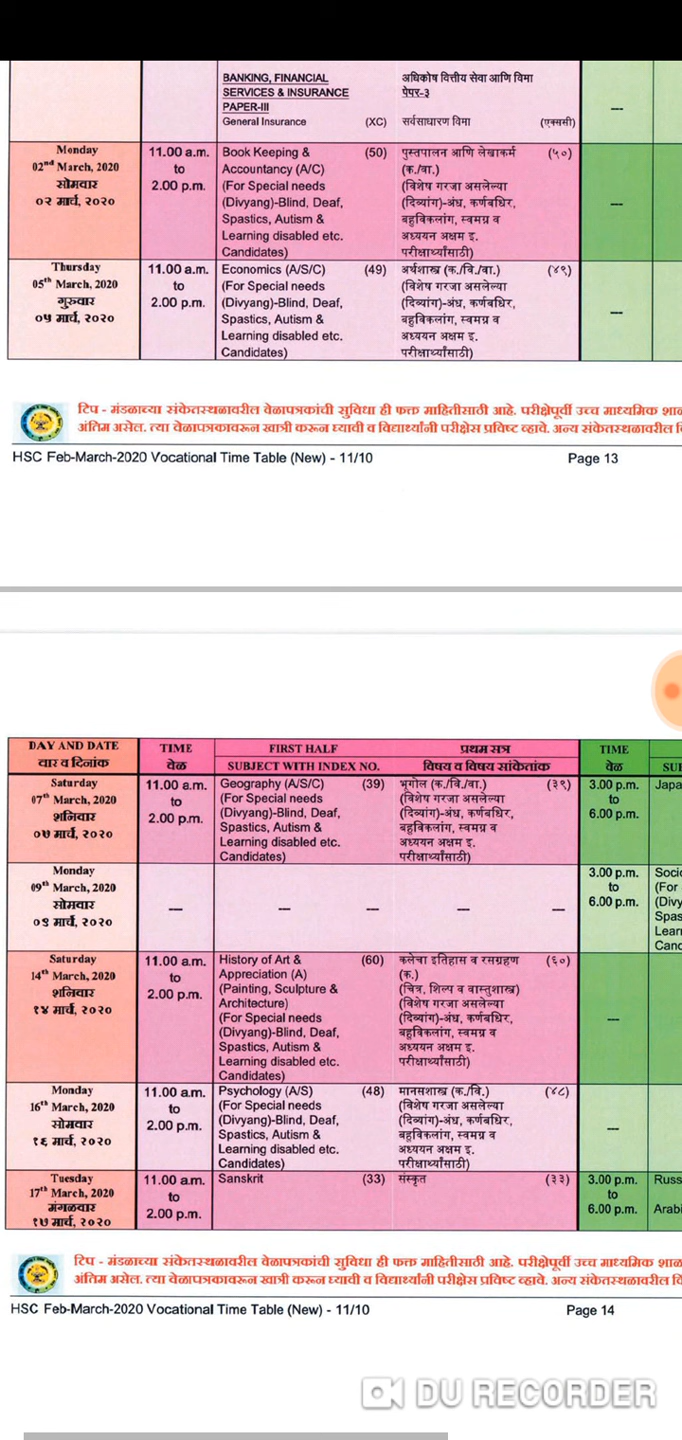 BANKING, FINANCIAL
SERVICES & INSURANCE
PAPER-III
General Insurance (XC)
अधिकोष वित्तीय सेवा आणि विमा
पेपर-३
सर्वसाधारण विमा (एक्ससी)
---
Monday
02nd March, 2020
सोमवार
०२ मार्च, २०२०
11.00 a.m.
to
2.00 p.m.
Book Keeping & (50)
Accountancy (A/C)
(For Special needs
(Divyang)-Blind, Deaf,
Spastics, Autism &
Learning disabled etc.
Candidates)
पुस्तपालन आणि लेखाकर्म (५०)
(क./वा.)
(विशेष गरजा असलेल्या
(दिव्यांग)-अंध, कर्णबधिर,
बहुविकलांग, स्वमग्न व
अध्ययन अक्षम इ.
परीक्षार्थ्यांसाठी)
---
Thursday
05th March, 2020
गुरुवार
०५ मार्च, २०२०
11.00 a.m.
to
2.00 p.m.
Economics (A/S/C) (49)
(For Special needs
(Divyang)-Blind, Deaf,
Spastics, Autism &
Learning disabled etc.
Candidates)
अर्थशास्त्र (क./वि./वा.) (४९)
(विशेष गरजा असलेल्या
(दिव्यांग)-अंध, कर्णबधिर,
बहुविकलांग, स्वमग्न व
अध्ययन अक्षम इ.
परीक्षार्थ्यांसाठी)
---
टिप - मंडळाच्या संकेतस्थळावरील वेळापत्रकांची सुविधा ही फक्त माहितीसाठी आहे. परीक्षेपूर्वी उच्च माध्यमिक शाळ
अंतिम असेल. त्या वेळापत्रकावरून खात्री करून घ्यावी व विद्यार्थ्यांनी परीक्षेस प्रविष्ट व्हावे. अन्य संकेतस्थळावरील
HSC Feb-March-2020 Vocational Time Table (New) - 11/10 Page 13
DAY AND DATE
वार व दिनांक
TIME
वेळ
FIRST HALF
SUBJECT WITH INDEX NO.
प्रथम सत्र
विषय व विषय सांकेतांक
TIME
वेळ
SU
Saturday
07th March, 2020
शनिवार
०७ मार्च, २०२०
11.00 a.m.
to
2.00 p.m.
Geography (A/S/C) (39)
(For Special needs
(Divyang)-Blind, Deaf,
Spastics, Autism &
Learning disabled etc.
Candidates)
भूगोल (क./वि./वा.) (३९)
(विशेष गरजा असलेल्या
(दिव्यांग)-अंध, कर्णबधिर,
बहुविकलांग, स्वमग्न व
अध्ययन अक्षम इ.
परीक्षार्थ्यांसाठी)
3.00 p.m.
to
6.00 p.m.
Japa
Monday
09th March, 2020
सोमवार
०९ मार्च, २०२०
--- --- --- --- ---
3.00 p.m.
to
6.00 p.m.
Socio
(For
(Divy
Spas
Lear
Cand
Saturday
14th March, 2020
शनिवार
१४ मार्च, २०२०
11.00 a.m.
to
2.00 p.m.
History of Art & (60)
Appreciation (A)
(Painting, Sculpture &
Architecture)
(For Special needs
(Divyang)-Blind, Deaf,
Spastics, Autism &
Learning disabled etc.
Candidates)
कलेचा इतिहास व रसग्रहण (६०)
(क.)
(चित्र, शिल्प व वास्तुशास्त्र)
(विशेष गरजा असलेल्या
(दिव्यांग)-अंध, कर्णबधिर,
बहुविकलांग, स्वमग्न व
अध्ययन अक्षम इ.
परीक्षार्थ्यांसाठी)
---
Monday
16th March, 2020
सोमवार
१६ मार्च, २०२०
11.00 a.m.
to
2.00 p.m.
Psychology (A/S) (48)
(For Special needs
(Divyang)-Blind, Deaf,
Spastics, Autism &
Learning disabled etc.
Candidates)
मानसशास्त्र (क./वि.) (४८)
(विशेष गरजा असलेल्या
(दिव्यांग)-अंध, कर्णबधिर,
बहुविकलांग, स्वमग्न व
अध्ययन अक्षम इ.
परीक्षार्थ्यांसाठी)
---
Tuesday
17th March, 2020
मंगळवार
१७ मार्च, २०२०
11.00 a.m.
to
2.00 p.m.
Sanskrit (33)
संस्कृत (३३)
3.00 p.m.
to
6.00 p.m.
Russ
Arabi
टिप - मंडळाच्या संकेतस्थळावरील वेळापत्रकांची सुविधा ही फक्त माहितीसाठी आहे. परीक्षेपूर्वी उच्च माध्यमिक शाळ
अंतिम असेल. त्या वेळापत्रकावरून खात्री करून घ्यावी व विद्यार्थ्यांनी परीक्षेस प्रविष्ट व्हावे. अन्य संकेतस्थळावरील
HSC Feb-March-2020 Vocational Time Table (New) - 11/10 Page 14
DU RECORDER